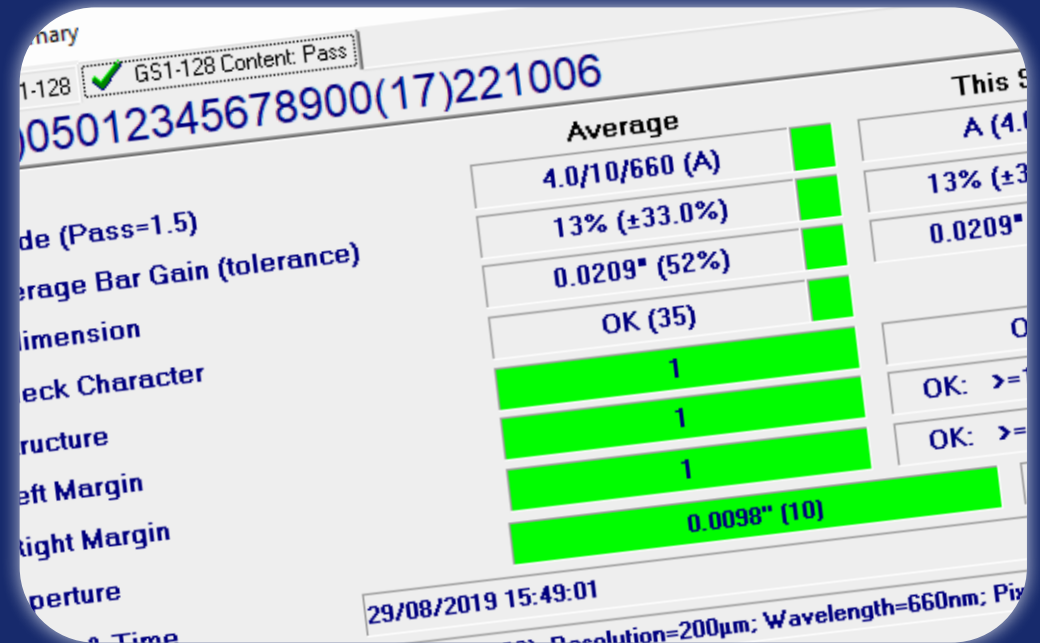 mary
1-128 GS1-128 Content: Pass
)05012345678900(17)221006
Average This S
de (Pass=1.5) 4.0/10/660 (A) A (4.0
erage Bar Gain (tolerance) 13% (±33.0%) 13% (±3
imension 0.0209" (52%) 0.0209"
eck Character OK (35)
ructure 1 O
eft Margin 1 OK: >=1
Right Margin 1 OK: >=
perture 0.0098" (10)
& Time 29/08/2019 15:49:01
Resolution=200µm; Wavelength=660nm; Pix